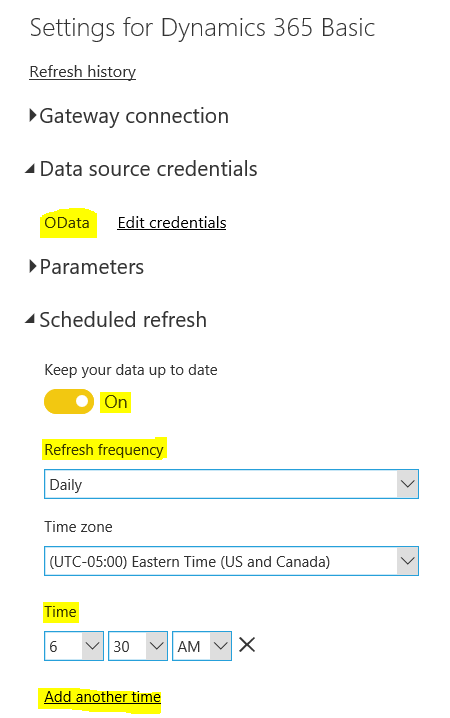 Settings for Dynamics 365 Basic
Refresh history
Gateway connection
Data source credentials
OData Edit credentials
Parameters
Scheduled refresh
Keep your data up to date
On
Refresh frequency
Daily
Time zone
(UTC-05:00) Eastern Time (US and Canada)
Time
6 30 AM
Add another time